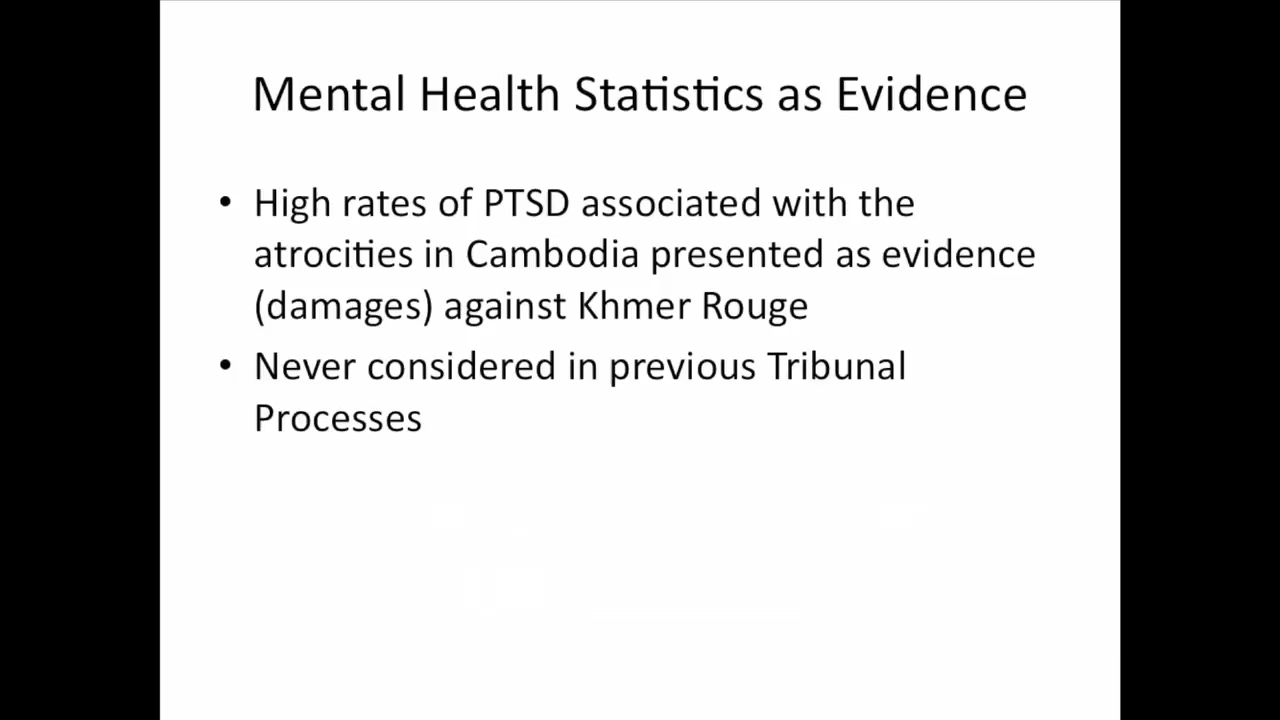 Mental Health Statistics as Evidence
• High rates of PTSD associated with the
atrocities in Cambodia presented as evidence
(damages) against Khmer Rouge
• Never considered in previous Tribunal
Processes